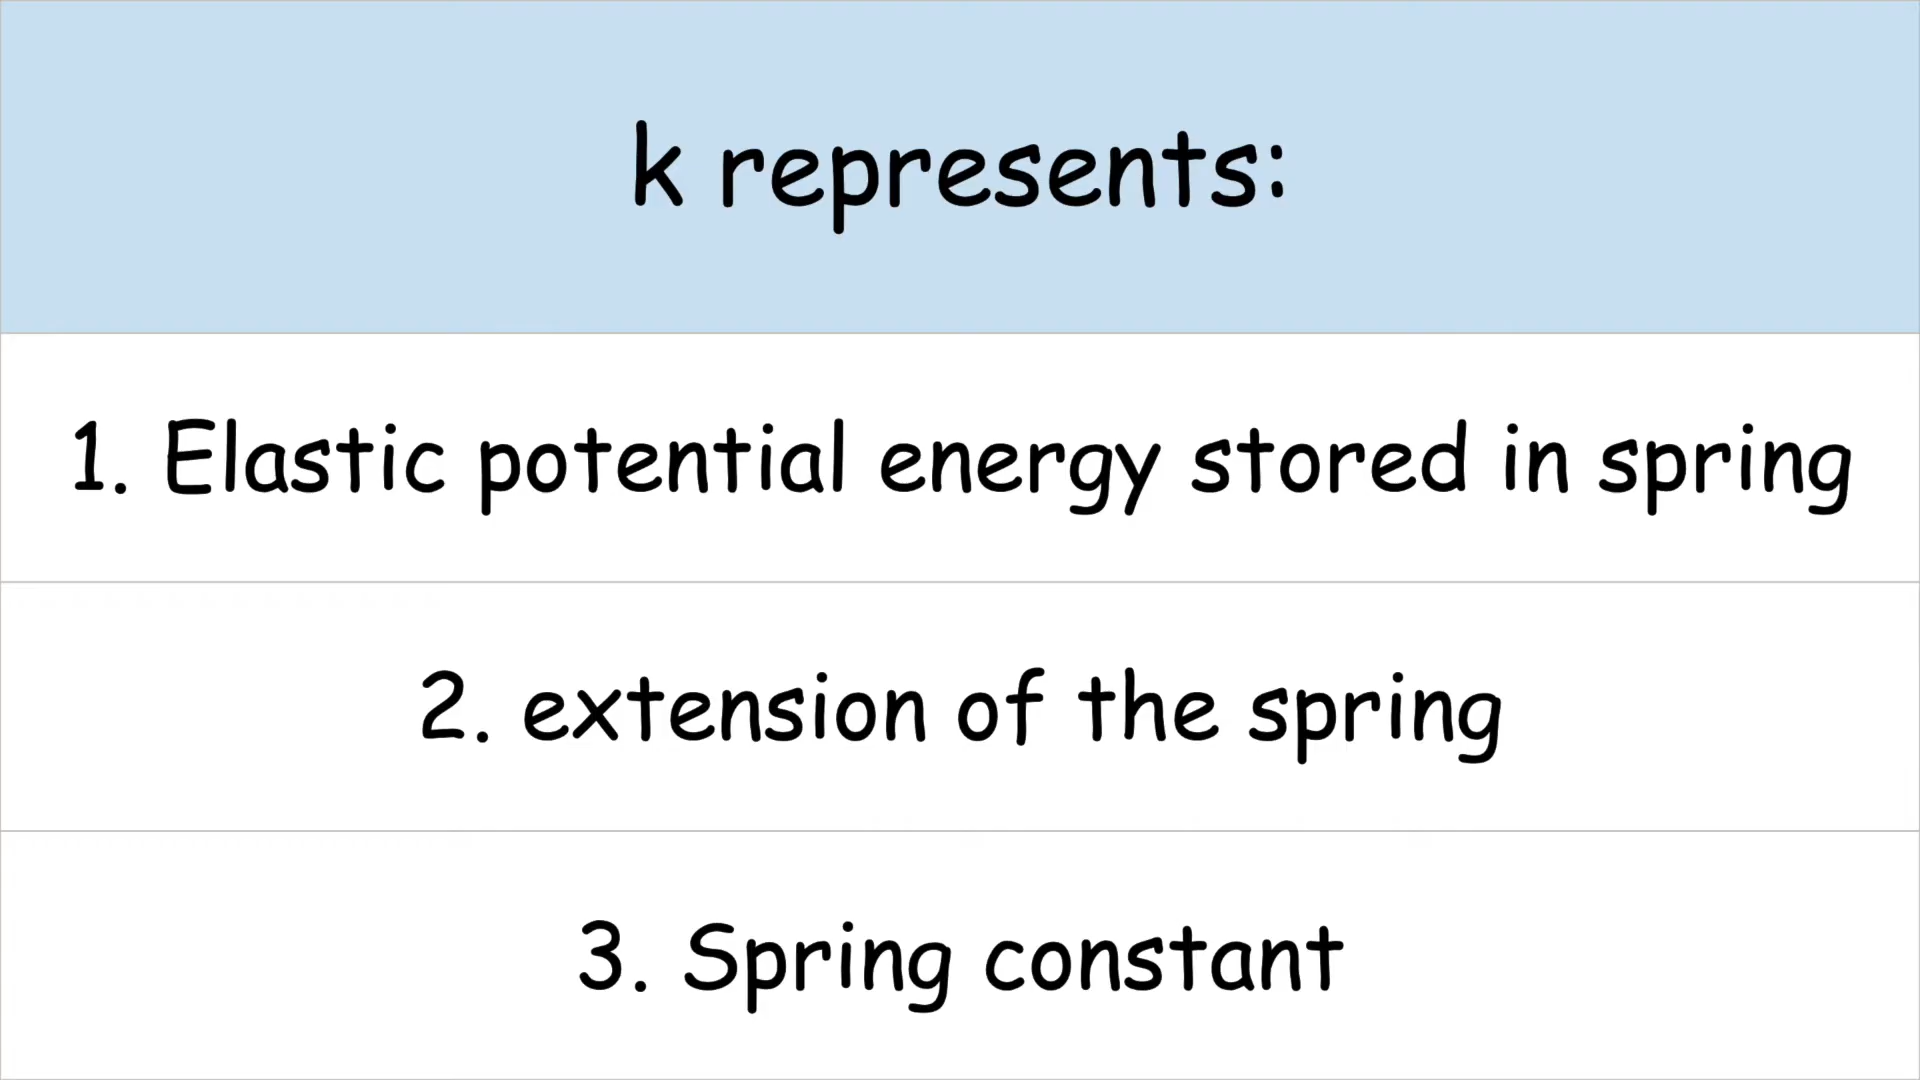 k represents:
1. Elastic potential energy stored in spring
2. extension of the spring
3. Spring constant